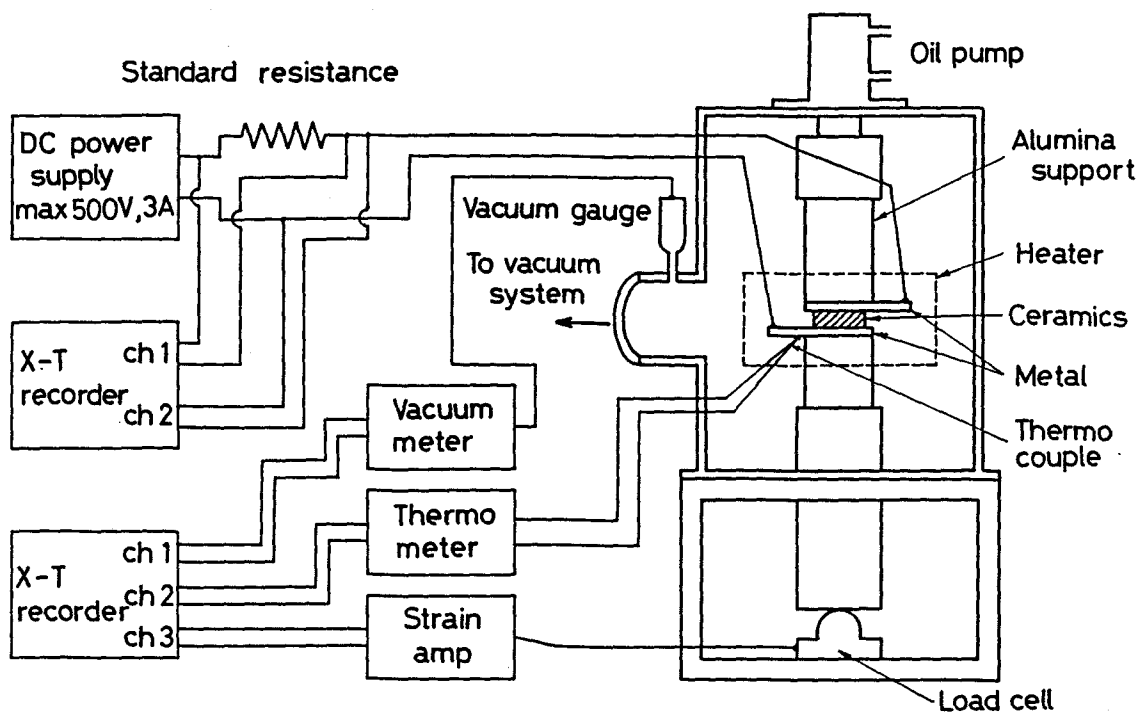 Standard resistance
DC power
supply
max 500V, 3A
X-T
recorder
ch 1
ch 2
X-T
recorder
ch 1
ch 2
ch 3
Vacuum
meter
Thermo
meter
Strain
amp
Vacuum gauge
To vacuum
system
Oil pump
Alumina
support
Heater
Ceramics
Metal
Thermo
couple
Load cell